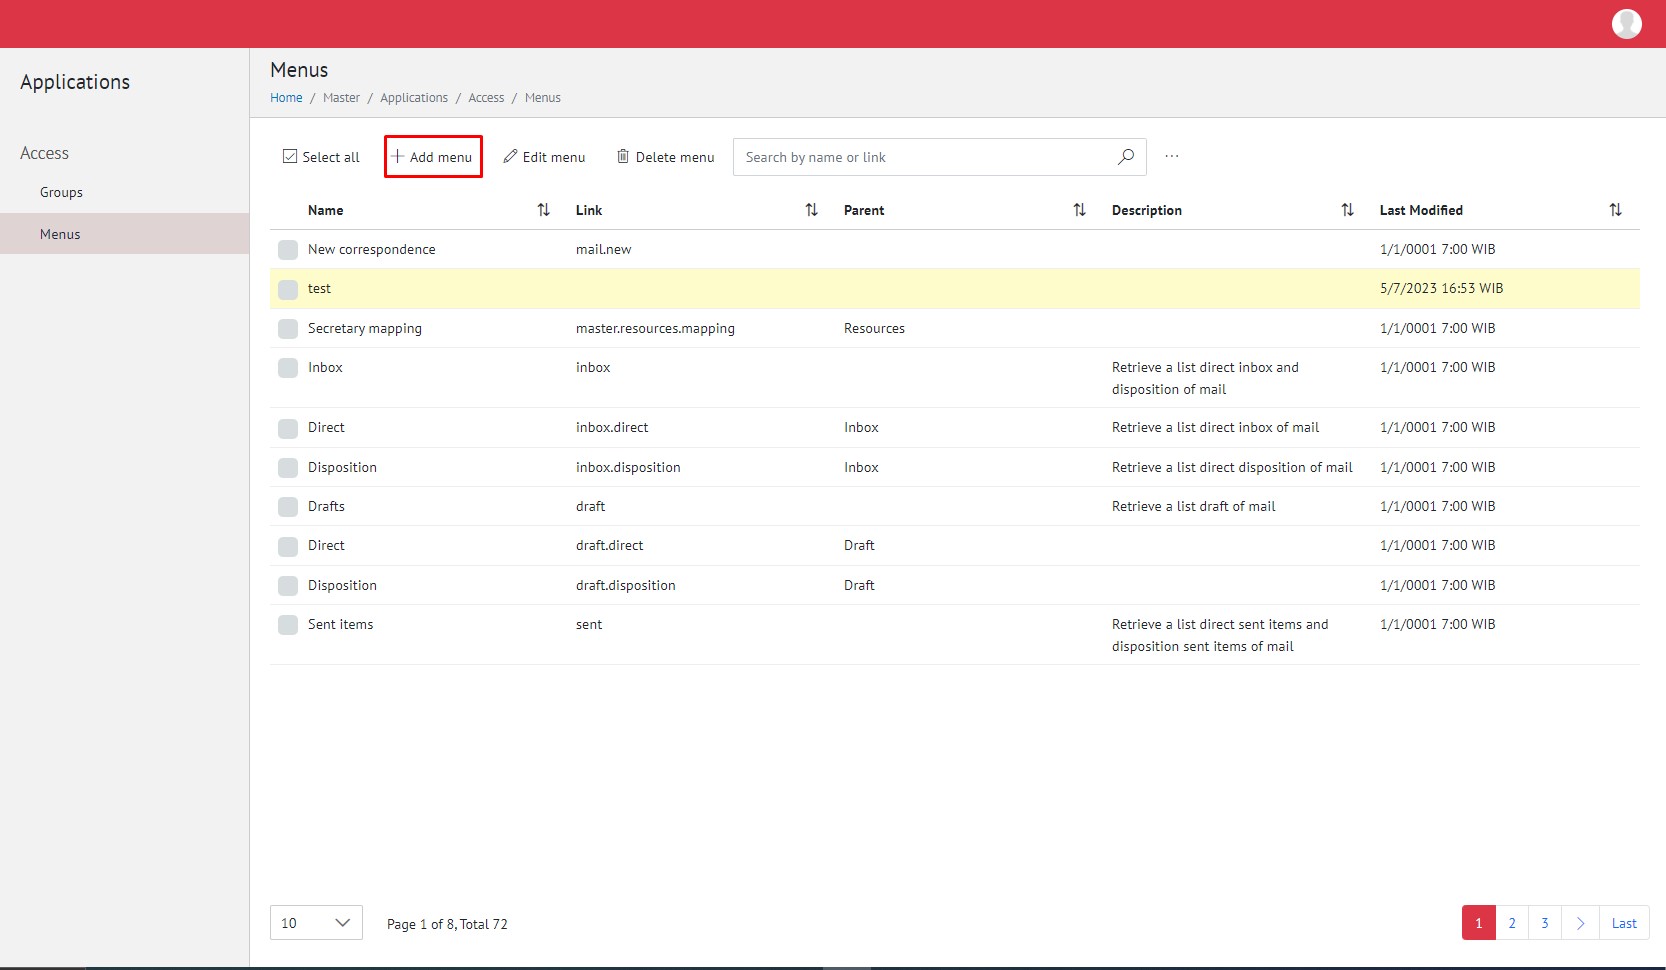 Applications
Access
Groups
Menus
Menus
Home / Master / Applications / Access / Menus
Select all Add menu Edit menu Delete menu Search by name or link ...
Name Link Parent Description Last Modified
New correspondence mail.new 1/1/0001 7:00 WIB
test 5/7/2023 16:53 WIB
Secretary mapping master.resources.mapping Resources 1/1/0001 7:00 WIB
Inbox inbox Retrieve a list direct inbox and 1/1/0001 7:00 WIB
disposition of mail
Direct inbox.direct Inbox Retrieve a list direct inbox of mail 1/1/0001 7:00 WIB
Disposition inbox.disposition Inbox Retrieve a list direct disposition of mail 1/1/0001 7:00 WIB
Drafts draft Retrieve a list draft of mail 1/1/0001 7:00 WIB
Direct draft.direct Draft 1/1/0001 7:00 WIB
Disposition draft.disposition Draft 1/1/0001 7:00 WIB
Sent items sent Retrieve a list direct sent items and 1/1/0001 7:00 WIB
disposition sent items of mail
10 Page 1 of 8, Total 72 1 2 3 > Last